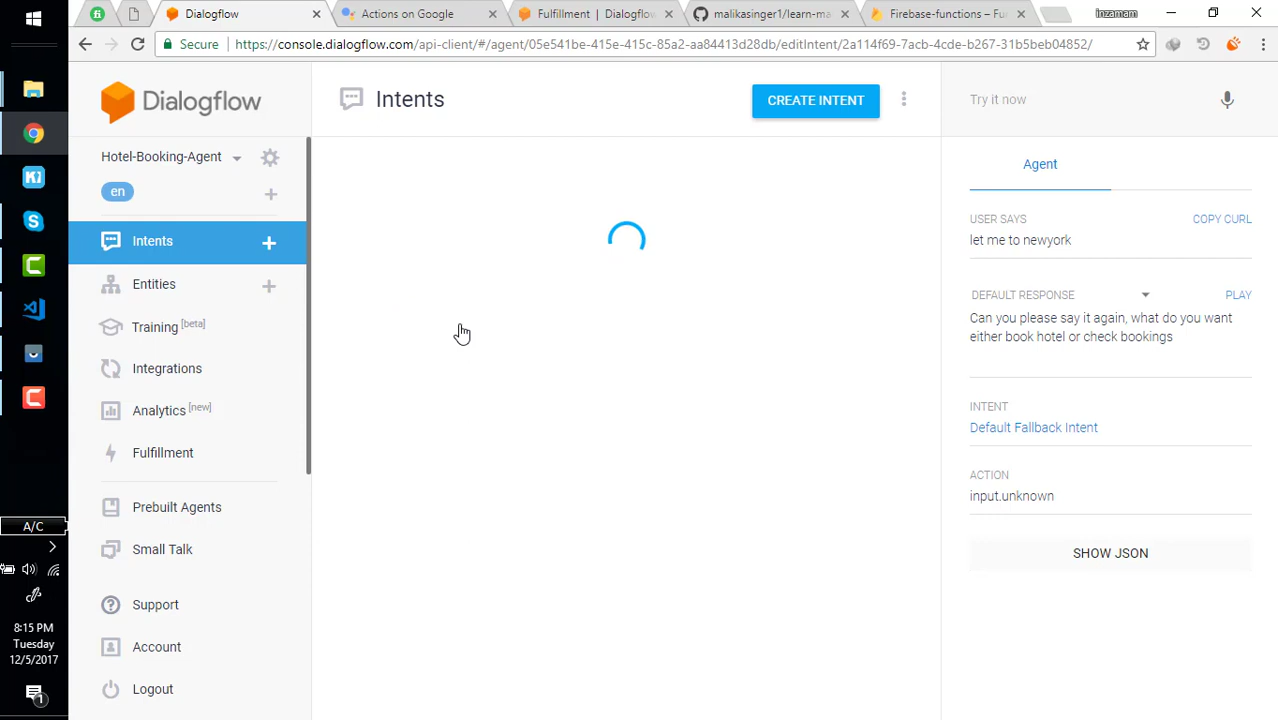 Dialogflow
Actions on Google
Fulfillment | Dialogflow
malikasinger1/learn-ma
Firebase-functions – Fu
inzamam
Secure
https://console.dialogflow.com/api-client/#/agent/05e541be-415e-415c-85a2-aa84413d28db/editIntent/2a114f69-7acb-4cde-b267-31b5beb04852/
Dialogflow
Intents
CREATE INTENT
Try it now
Hotel-Booking-Agent
en
Intents
Entities
Training [beta]
Integrations
Analytics [new]
Fulfillment
Prebuilt Agents
Small Talk
Support
Account
Logout
Agent
USER SAYS
COPY CURL
let me to newyork
DEFAULT RESPONSE
PLAY
Can you please say it again, what do you want
either book hotel or check bookings
INTENT
Default Fallback Intent
ACTION
input.unknown
SHOW JSON
A/C
8:15 PM
Tuesday
12/5/2017
1